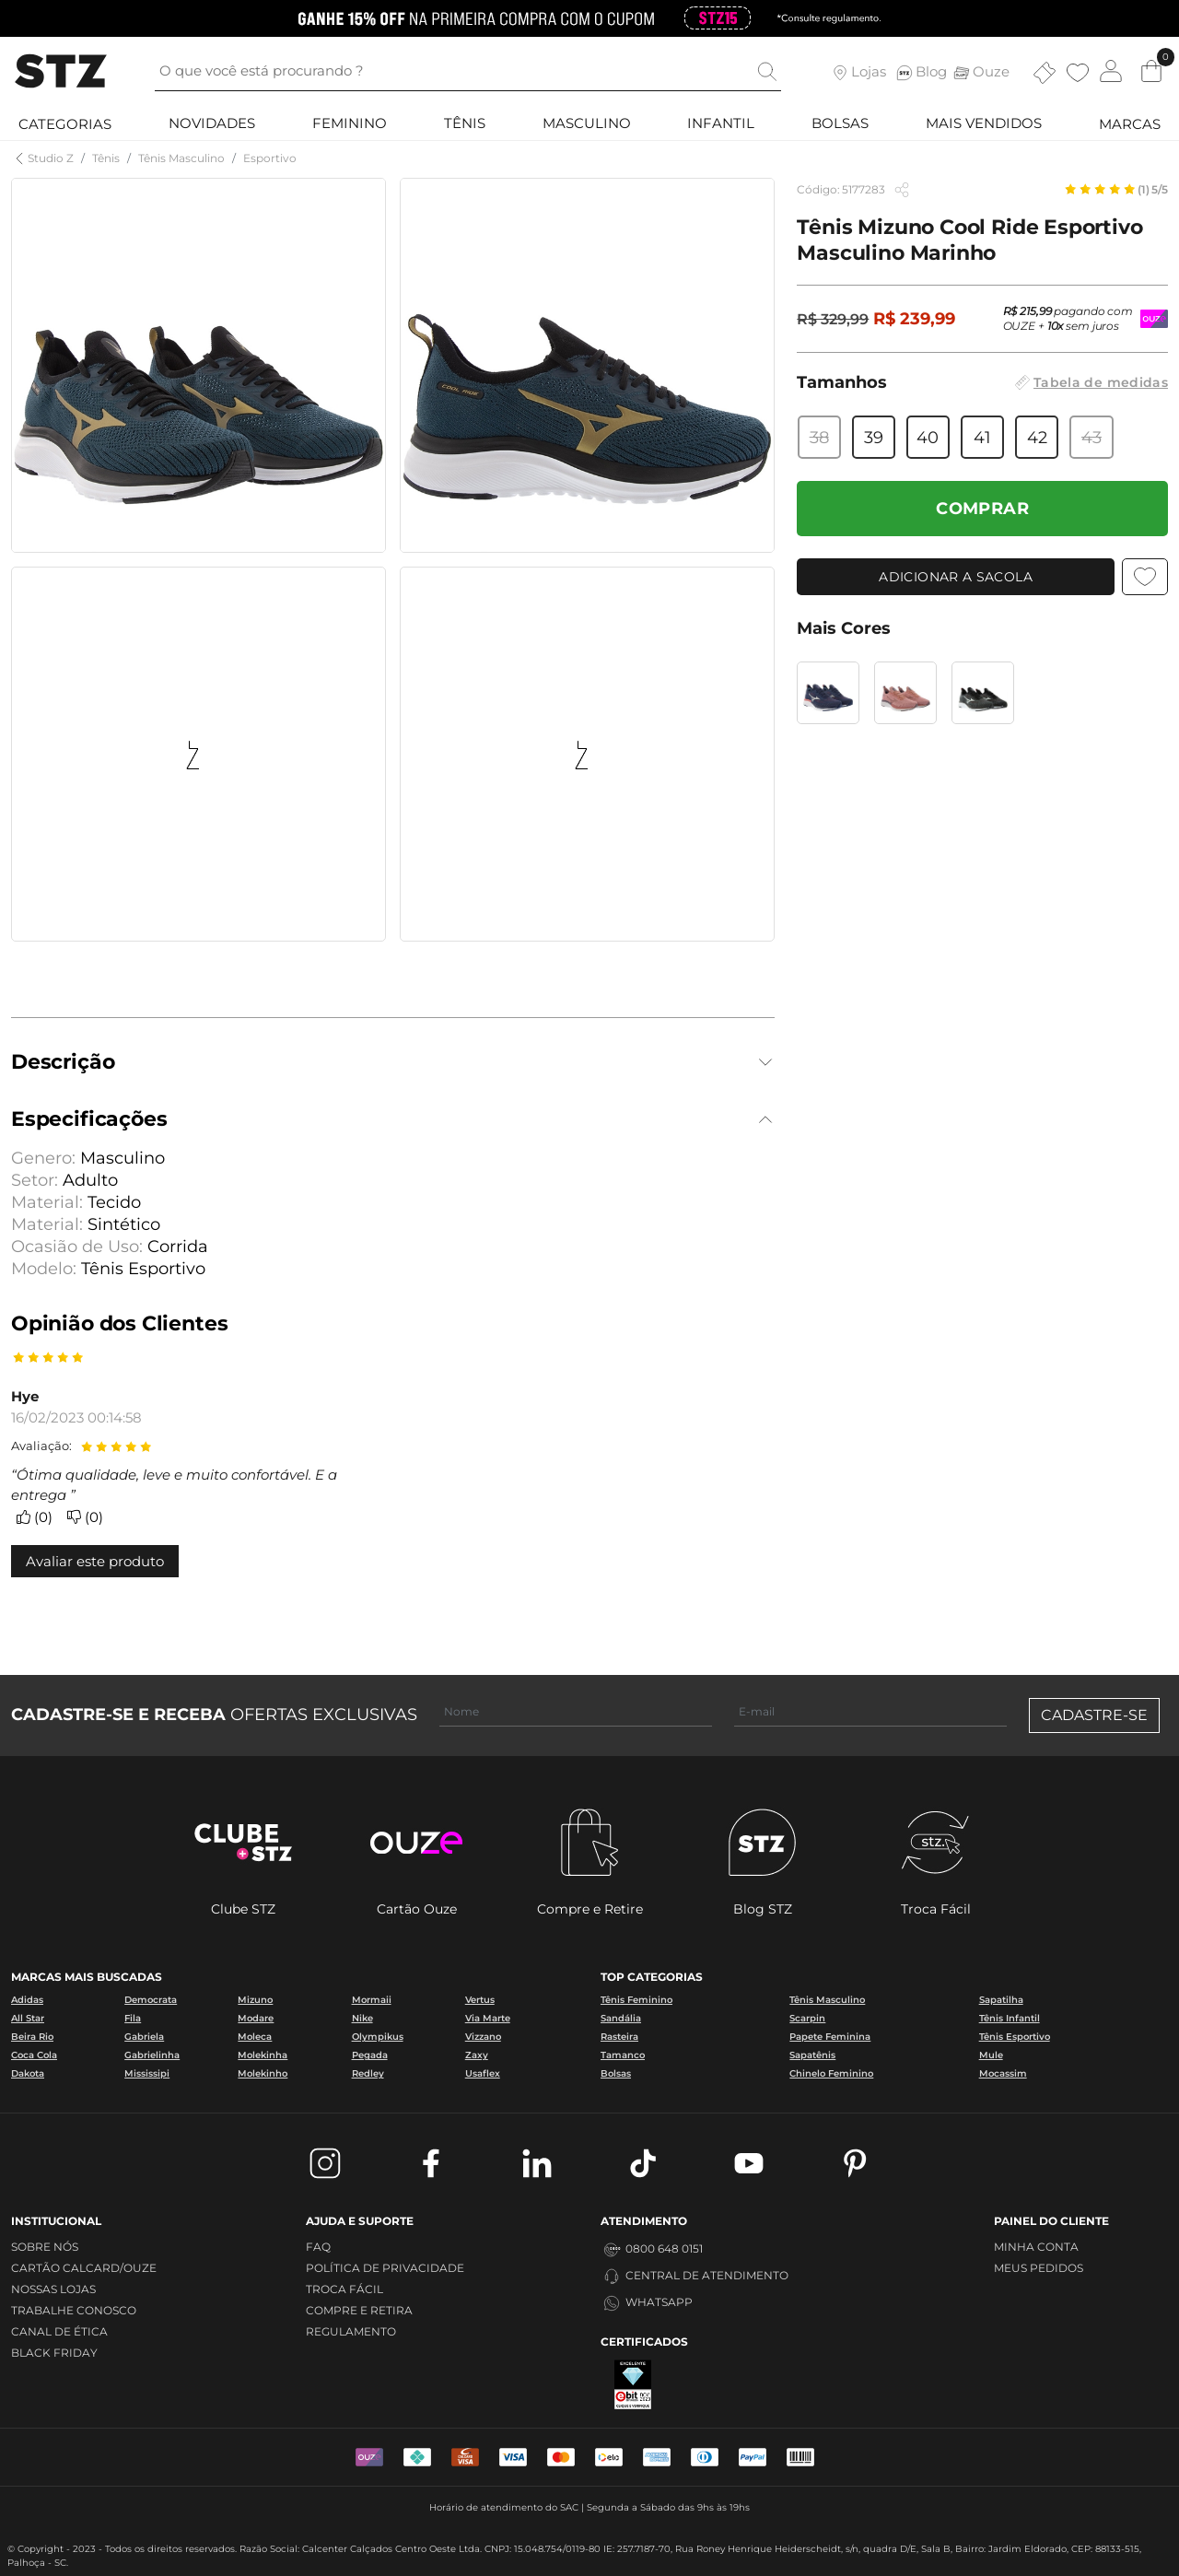 GANHE 15% OFF NA PRIMEIRA COMPRA COM O CUPOM STZ15 *Consulte regulamento.
STZ
O que você está procurando ?
Lojas
STZ Blog
Ouze
0
CATEGORIAS NOVIDADES FEMININO TÊNIS MASCULINO INFANTIL BOLSAS MAIS VENDIDOS MARCAS
Studio Z / Tênis / Tênis Masculino / Esportivo
COOL RIDE
Código: 5177283
(1) 5/5
Tênis Mizuno Cool Ride Esportivo
Masculino Marinho
R$ 329,99 R$ 239,99
R$ 215,99 pagando com
OUZE + 10x sem juros
OUZ
Tamanhos
Tabela de medidas
38 39 40 41 42 43
COMPRAR
ADICIONAR A SACOLA
Mais Cores
Descrição
Especificações
Genero: Masculino
Setor: Adulto
Material: Tecido
Material: Sintético
Ocasião de Uso: Corrida
Modelo: Tênis Esportivo
Opinião dos Clientes
Hye
16/02/2023 00:14:58
Avaliação:
“Ótima qualidade, leve e muito confortável. E a
entrega ”
(0) (0)
Avaliar este produto
CADASTRE-SE E RECEBA OFERTAS EXCLUSIVAS
Nome
E-mail
CADASTRE-SE
CLUBE
STZ
ouze
STZ
stz.
Clube STZ
Cartão Ouze
Compre e Retire
Blog STZ
Troca Fácil
MARCAS MAIS BUSCADAS
Adidas Democrata Mizuno Mormaii Vertus
All Star Fila Modare Nike Via Marte
Beira Rio Gabriela Moleca Olympikus Vizzano
Coca Cola Gabrielinha Molekinha Pegada Zaxy
Dakota Mississipi Molekinho Redley Usaflex
TOP CATEGORIAS
Tênis Feminino Tênis Masculino Sapatilha
Sandália Scarpin Tênis Infantil
Rasteira Papete Feminina Tênis Esportivo
Tamanco Sapatênis Mule
Bolsas Chinelo Feminino Mocassim
INSTITUCIONAL
SOBRE NÓS
CARTÃO CALCARD/OUZE
NOSSAS LOJAS
TRABALHE CONOSCO
CANAL DE ÉTICA
BLACK FRIDAY
AJUDA E SUPORTE
FAQ
POLÍTICA DE PRIVACIDADE
TROCA FÁCIL
COMPRE E RETIRA
REGULAMENTO
ATENDIMENTO
0800 648 0151
CENTRAL DE ATENDIMENTO
WHATSAPP
CERTIFICADOS
EXCELENTE
ebit
PAINEL DO CLIENTE
MINHA CONTA
MEUS PEDIDOS
OUZ
VISA
VISA
elo
PayPal
Horário de atendimento do SAC | Segunda a Sábado das 9hs às 19hs
© Copyright - 2023 - Todos os direitos reservados. Razão Social: Calcenter Calçados Centro Oeste Ltda. CNPJ: 15.048.754/0119-80 IE: 257.7187-70, Rua Roney Henrique Heiderscheidt, s/n, quadra D/E, Sala B, Bairro: Jardim Eldorado, CEP: 88133-515,
Palhoça - SC.